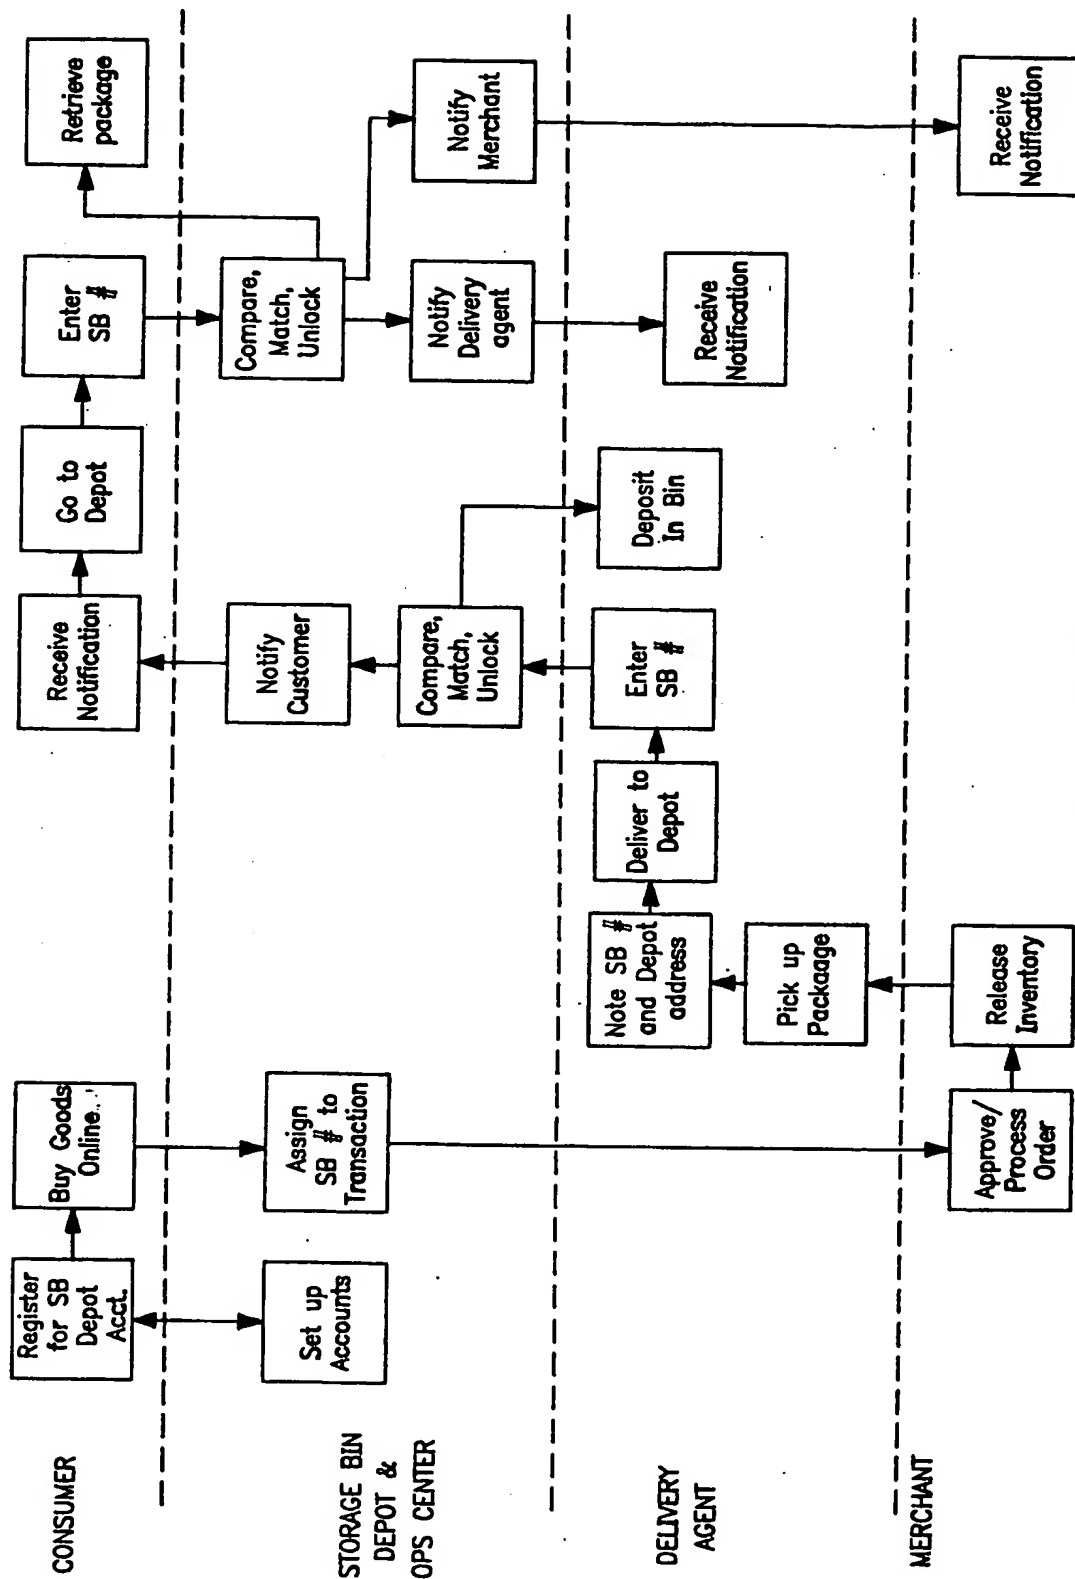 CONSUMER
Register
for SB
Depot
Acct.
Buy Goods
Online
Receive
Notification
Go to
Depot
Enter
SB #
Retrieve
package
STORAGE BIN
DEPOT &
OPS CENTER
Set up
Accounts
Assign
SB # to
Transaction
Notify
Customer
Compare,
Match,
Unlock
Compare,
Match,
Unlock
Notify
Delivery
agent
Notify
Merchant
DELIVERY
AGENT
Note SB #
and Depot
address
Pick up
Packaage
Deliver to
Depot
Enter
SB #
Deposit
In Bin
Receive
Notification
MERCHANT
Approve/
Process
Order
Release
Inventory
Receive
Notification